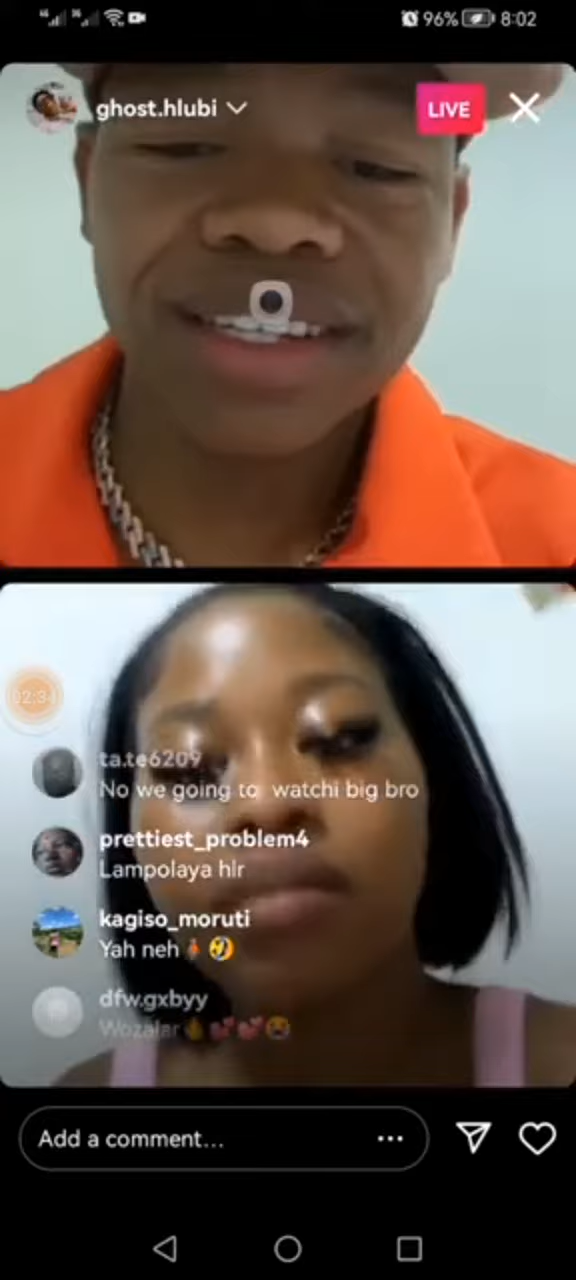 96% 8:02
ghost.hlubi LIVE
02:34
ta.te6209
No we going to watchi big bro
prettiest_problem4
Lampolaya hlr
kagiso_moruti
Yah neh
dfw.gxbyy
Wozalar
Add a comment...